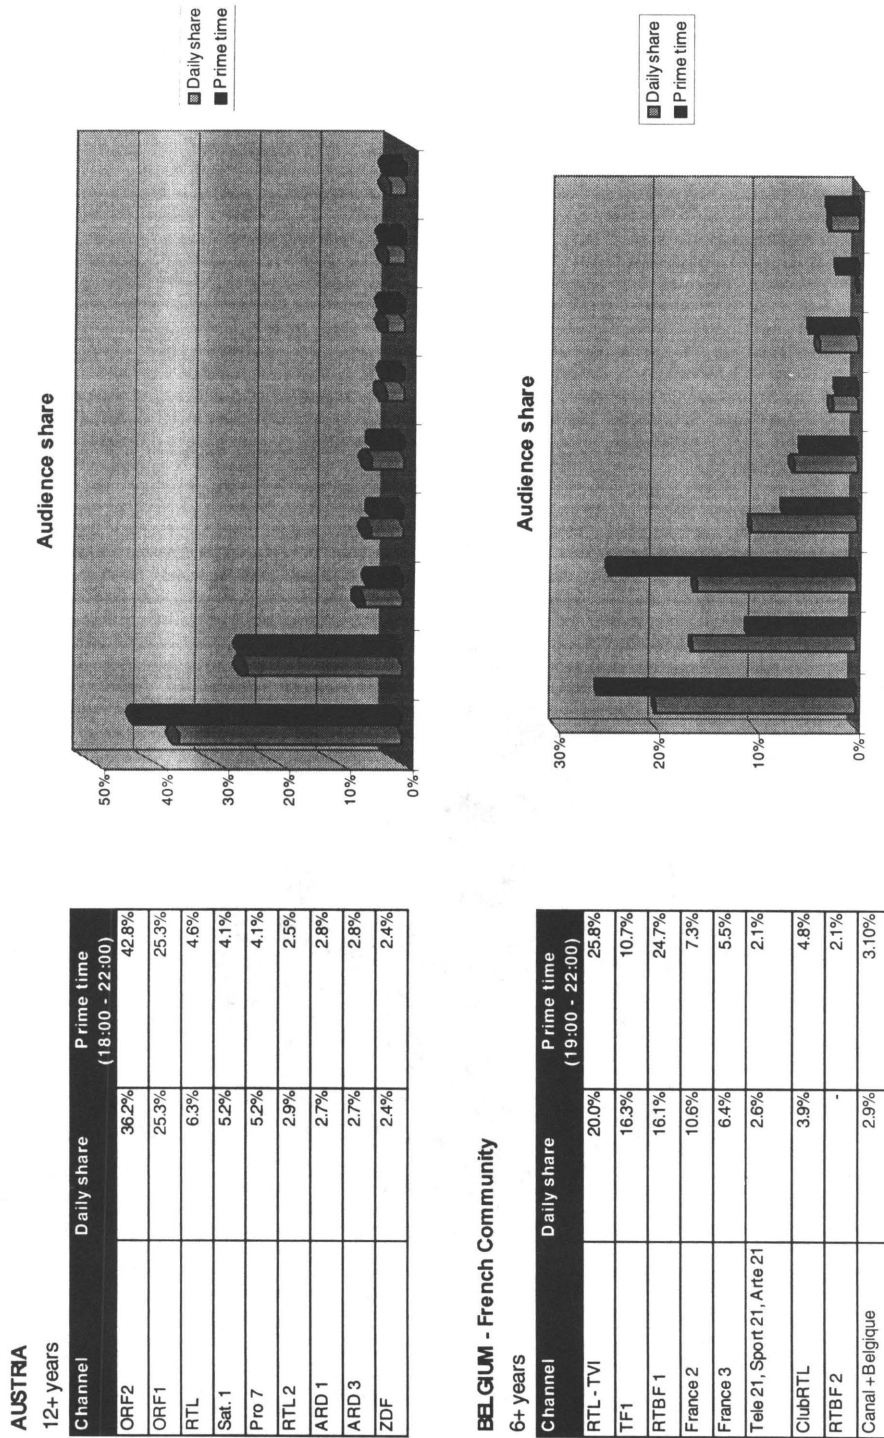 AUSTRIA
12+ years
Channel Daily share Prime time
(18:00 - 22:00)
ORF2 36.2% 42.8%
ORF1 25.3% 25.3%
RTL 6.3% 4.6%
Sat. 1 5.2% 4.1%
Pro 7 5.2% 4.1%
RTL 2 2.9% 2.5%
ARD 1 2.7% 2.8%
ARD 3 2.7% 2.8%
ZDF 2.4% 2.4%
Audience share
50%
40%
30%
20%
10%
0%
Daily share
Prime time
BELGIUM - French Community
6+ years
Channel Daily share Prime time
(19:00 - 22:00)
RTL - TVI 20.0% 25.8%
TF1 16.3% 10.7%
RTBF 1 16.1% 24.7%
France 2 10.6% 7.3%
France 3 6.4% 5.5%
Tele 21, Sport 21, Arte 21 2.6% 2.1%
ClubRTL 3.9% 4.8%
RTBF 2 - 2.1%
Canal + Belgique 2.9% 3.10%
Audience share
30%
20%
10%
0%
Daily share
Prime time